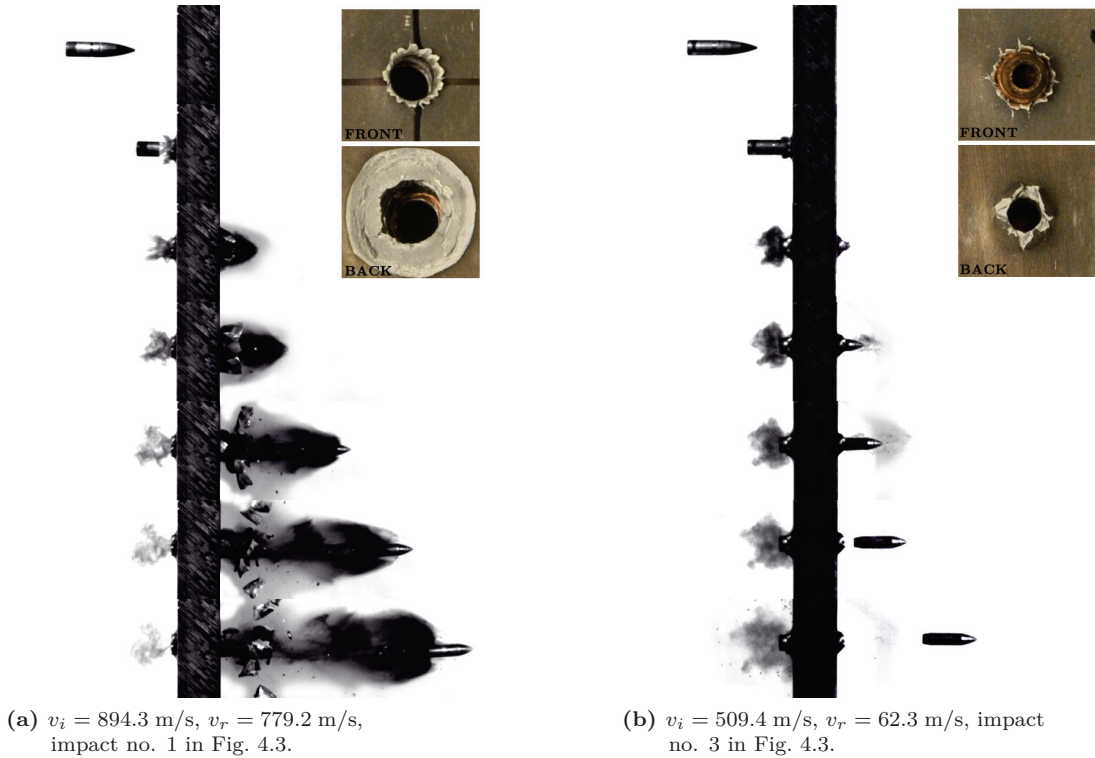 FRONT
BACK
FRONT
BACK
(a) v_i = 894.3 m/s, v_r = 779.2 m/s,
impact no. 1 in Fig. 4.3.
(b) v_i = 509.4 m/s, v_r = 62.3 m/s, impact
no. 3 in Fig. 4.3.